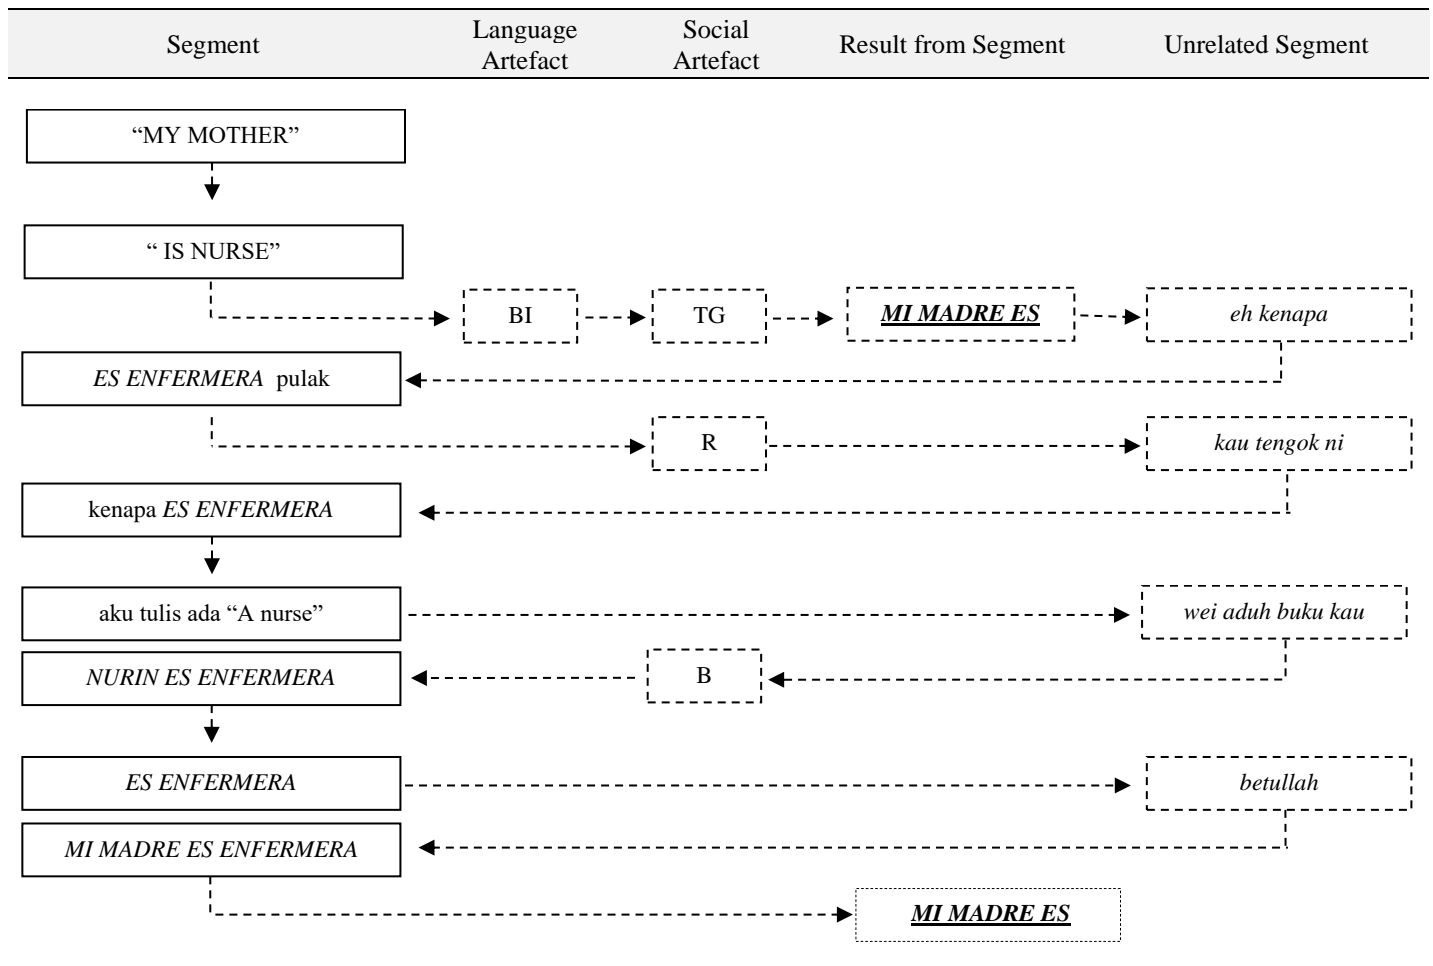 Segment
Language
Artefact
Social
Artefact
Result from Segment
Unrelated Segment
“MY MOTHER”
“ IS NURSE”
BI
TG
MI MADRE ES
eh kenapa
ES ENFERMERA pulak
R
kau tengok ni
kenapa ES ENFERMERA
aku tulis ada “A nurse”
wei aduh buku kau
NURIN ES ENFERMERA
B
ES ENFERMERA
betullah
MI MADRE ES ENFERMERA
MI MADRE ES